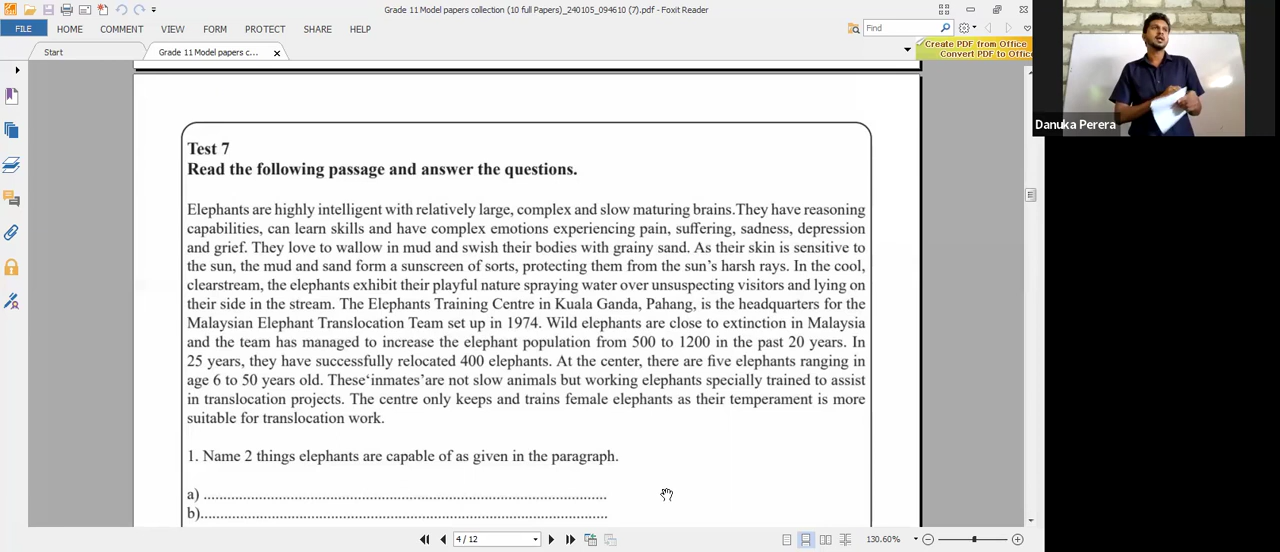 Grade 11 Model papers collection (10 full Papers)_240105_094610 (7).pdf - Foxit Reader
FILE HOME COMMENT VIEW FORM PROTECT SHARE HELP
Find
Start
Grade 11 Model papers c...
Create PDF from Office
Convert PDF to Offic
Test 7
Read the following passage and answer the questions.
Elephants are highly intelligent with relatively large, complex and slow maturing brains.They have reasoning
capabilities, can learn skills and have complex emotions experiencing pain, suffering, sadness, depression
and grief. They love to wallow in mud and swish their bodies with grainy sand. As their skin is sensitive to
the sun, the mud and sand form a sunscreen of sorts, protecting them from the sun's harsh rays. In the cool,
clearstream, the elephants exhibit their playful nature spraying water over unsuspecting visitors and lying on
their side in the stream. The Elephants Training Centre in Kuala Ganda, Pahang, is the headquarters for the
Malaysian Elephant Translocation Team set up in 1974. Wild elephants are close to extinction in Malaysia
and the team has managed to increase the elephant population from 500 to 1200 in the past 20 years. In
25 years, they have successfully relocated 400 elephants. At the center, there are five elephants ranging in
age 6 to 50 years old. These‘inmates’are not slow animals but working elephants specially trained to assist
in translocation projects. The centre only keeps and trains female elephants as their temperament is more
suitable for translocation work.
1. Name 2 things elephants are capable of as given in the paragraph.
a) ......................................................................................................
b)......................................................................................................
4 / 12
130.60%
Danuka Perera